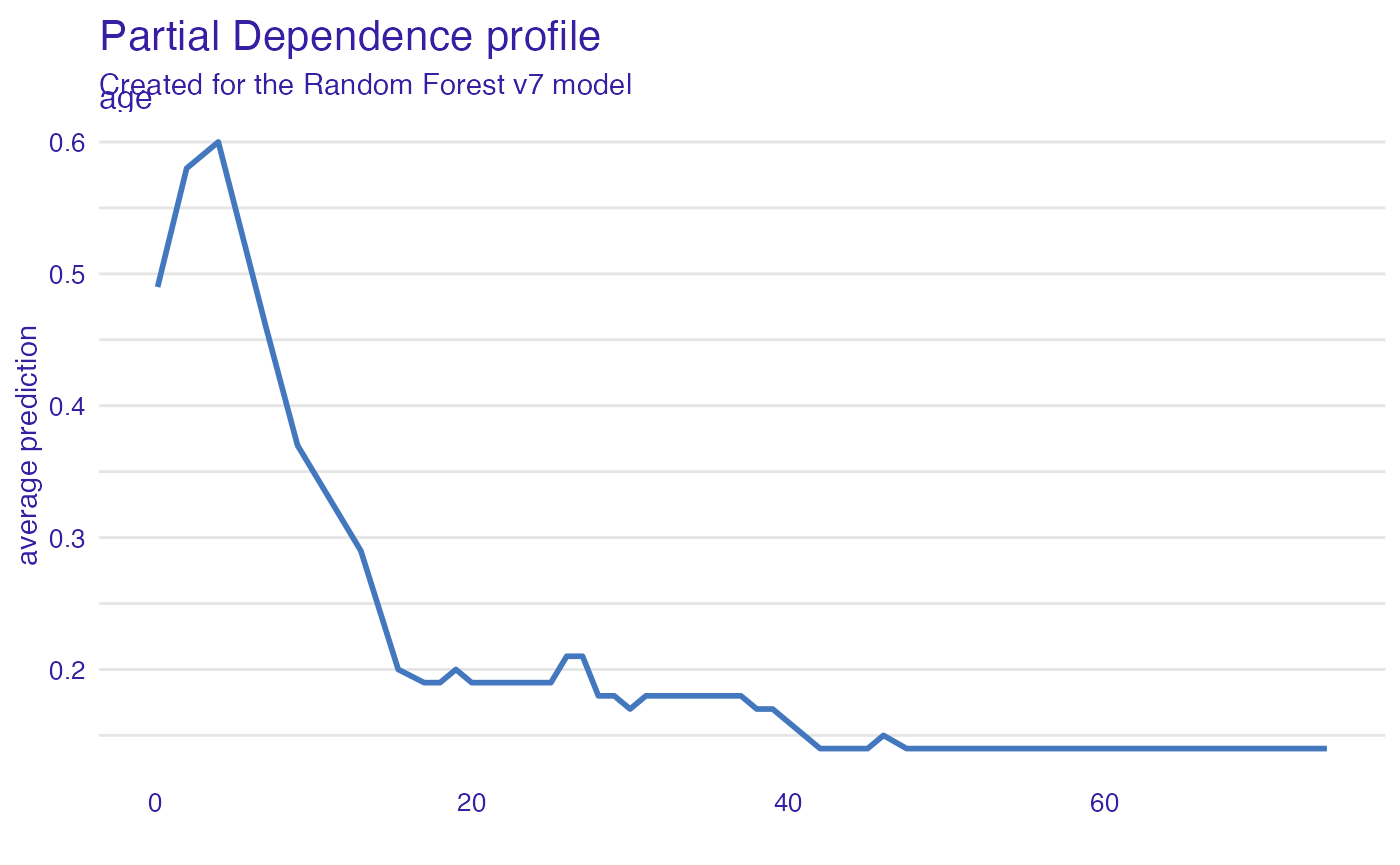 Partial Dependence profile
Created for the Random Forest v7 model
age
0.6
0.5
0.4
0.3
0.2
average prediction
0 20 40 60